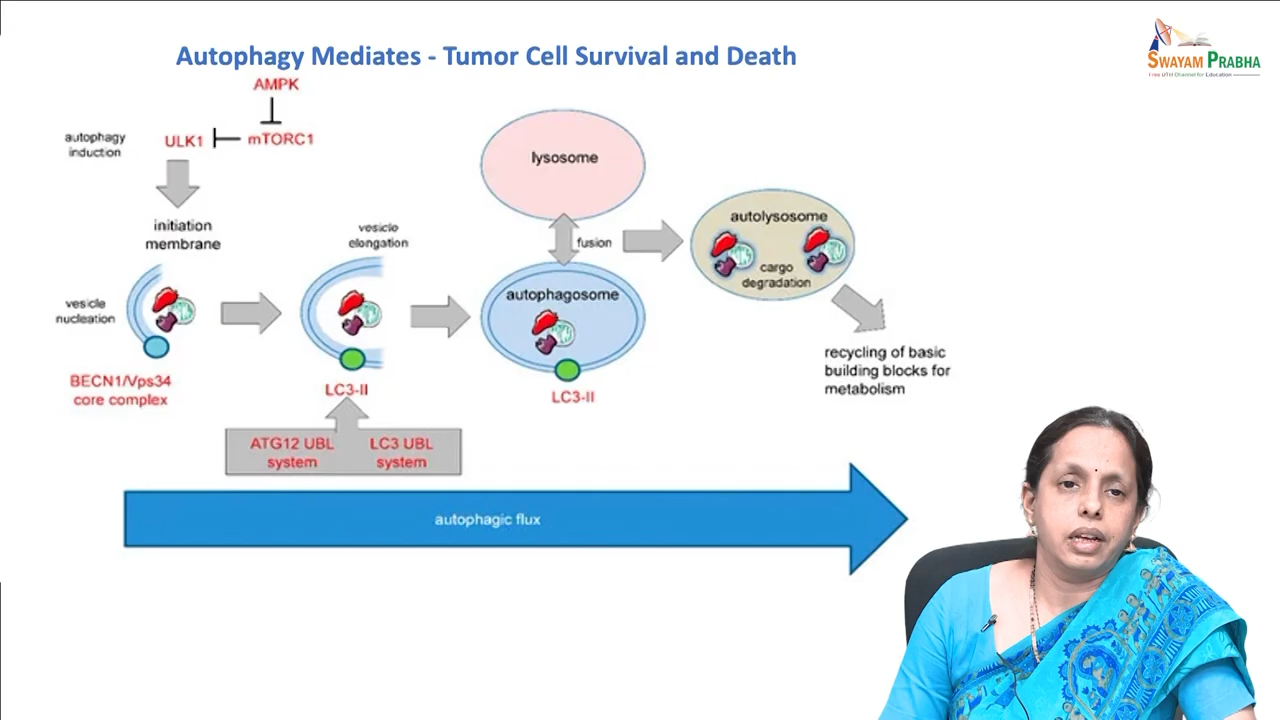 Autophagy Mediates - Tumor Cell Survival and Death
SWAYAM PRABHA
Free DTH Channel for Education
AMPK
autophagy
induction
ULK1
mTORC1
initiation
membrane
vesicle
nucleation
BECN1/Vps34
core complex
vesicle
elongation
LC3-II
ATG12 UBL
system
LC3 UBL
system
lysosome
fusion
autophagosome
LC3-II
autolysosome
cargo
degradation
recycling of basic
building blocks for
metabolism
autophagic flux